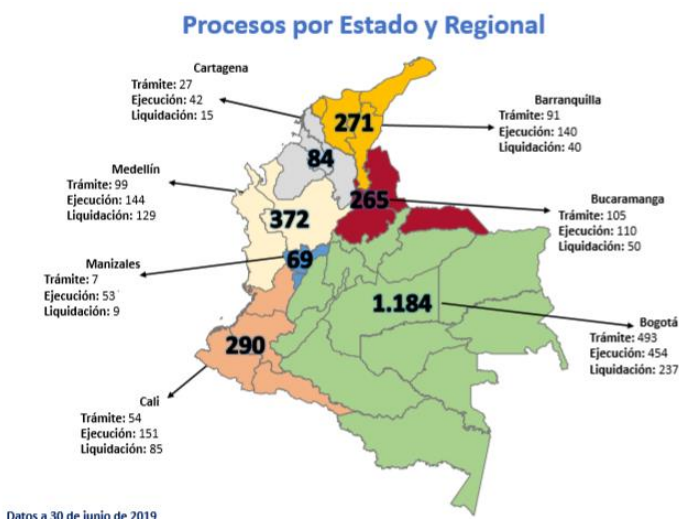 Procesos por Estado y Regional
Cartagena
Trámite: 27
Ejecución: 42
Liquidación: 15
Barranquilla
Trámite: 91
Ejecución: 140
Liquidación: 40
271
84
Medellín
Trámite: 99
Ejecución: 144
Liquidación: 129
265
Bucaramanga
Trámite: 105
Ejecución: 110
Liquidación: 50
372
Manizales
Trámite: 7
Ejecución: 53
Liquidación: 9
69
1.184
Bogotá
Trámite: 493
Ejecución: 454
Liquidación: 237
290
Cali
Trámite: 54
Ejecución: 151
Liquidación: 85
Datos a 30 de junio de 2019